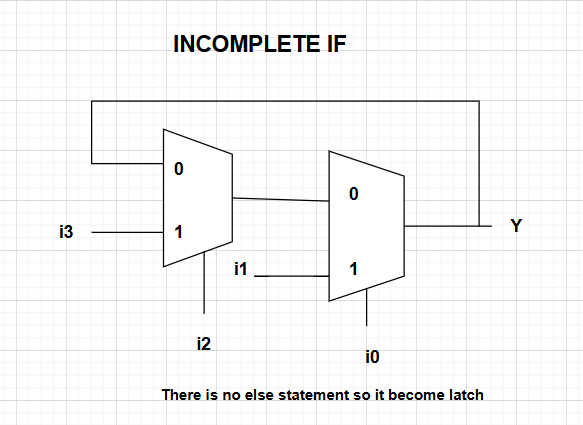 INCOMPLETE IF
0
0
i3
1
Y
i1
1
i2
i0
There is no else statement so it become latch